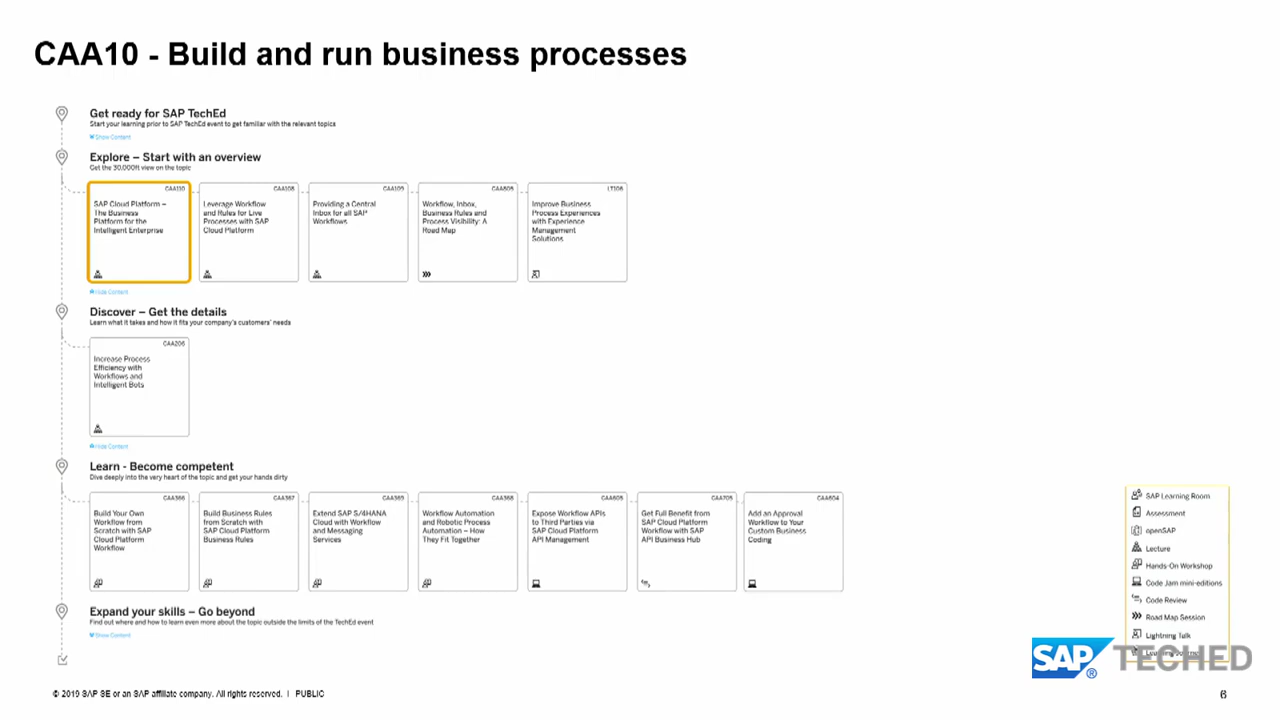 CAA10 - Build and run business processes
Get ready for SAP TechEd
Start your learning prior to SAP TechEd event to get familiar with the relevant topics
Show Content
Explore – Start with an overview
Get the 30,000ft view on the topic
CAA110
SAP Cloud Platform –
The Business
Platform for the
Intelligent Enterprise
CAA108
Leverage Workflow
and Rules for Live
Processes with SAP
Cloud Platform
CAA109
Providing a Central
Inbox for all SAP
Workflows
CAA809
Workflow, Inbox,
Business Rules and
Process Visibility: A
Road Map
LT106
Improve Business
Process Experiences
with Experience
Management
Solutions
Hide Content
Discover – Get the details
Learn what it takes and how it fits your company's customers' needs
CAA206
Increase Process
Efficiency with
Workflows and
Intelligent Bots
Hide Content
Learn - Become competent
Dive deeply into the very heart of the topic and get your hands dirty
CAA366
Build Your Own
Workflow from
Scratch with SAP
Cloud Platform
Workflow
CAA367
Build Business Rules
from Scratch with
SAP Cloud Platform
Business Rules
Extend SAP S/4HANA
Cloud with Workflow
and Messaging
Services
CAA368
Workflow Automation
and Robotic Process
Automation – How
They Fit Together
CAA605
Expose Workflow APIs
to Third Parties via
SAP Cloud Platform
API Management
CAA705
Get Full Benefit from
SAP Cloud Platform
Workflow with SAP
API Business Hub
CAA604
Add an Approval
Workflow to Your
Custom Business
Coding
Expand your skills – Go beyond
Find out where and how to learn even more about the topic outside the limits of the TechEd event
Show Content
SAP Learning Room
Assessment
openSAP
Lecture
Hands-On Workshop
Code Jam mini-editions
Code Review
Road Map Session
Lightning Talk
SAP® TECHED
© 2019 SAP SE or an SAP affiliate company. All rights reserved. | PUBLIC
6